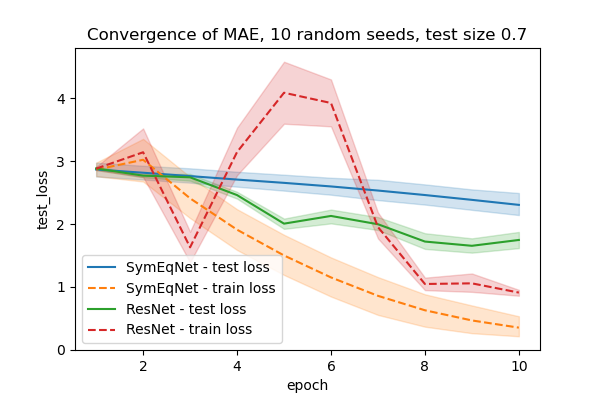 Convergence of MAE, 10 random seeds, test size 0.7
test_loss
4
3
2
1
0
SymEqNet - test loss
SymEqNet - train loss
ResNet - test loss
ResNet - train loss
2 4 6 8 10
epoch